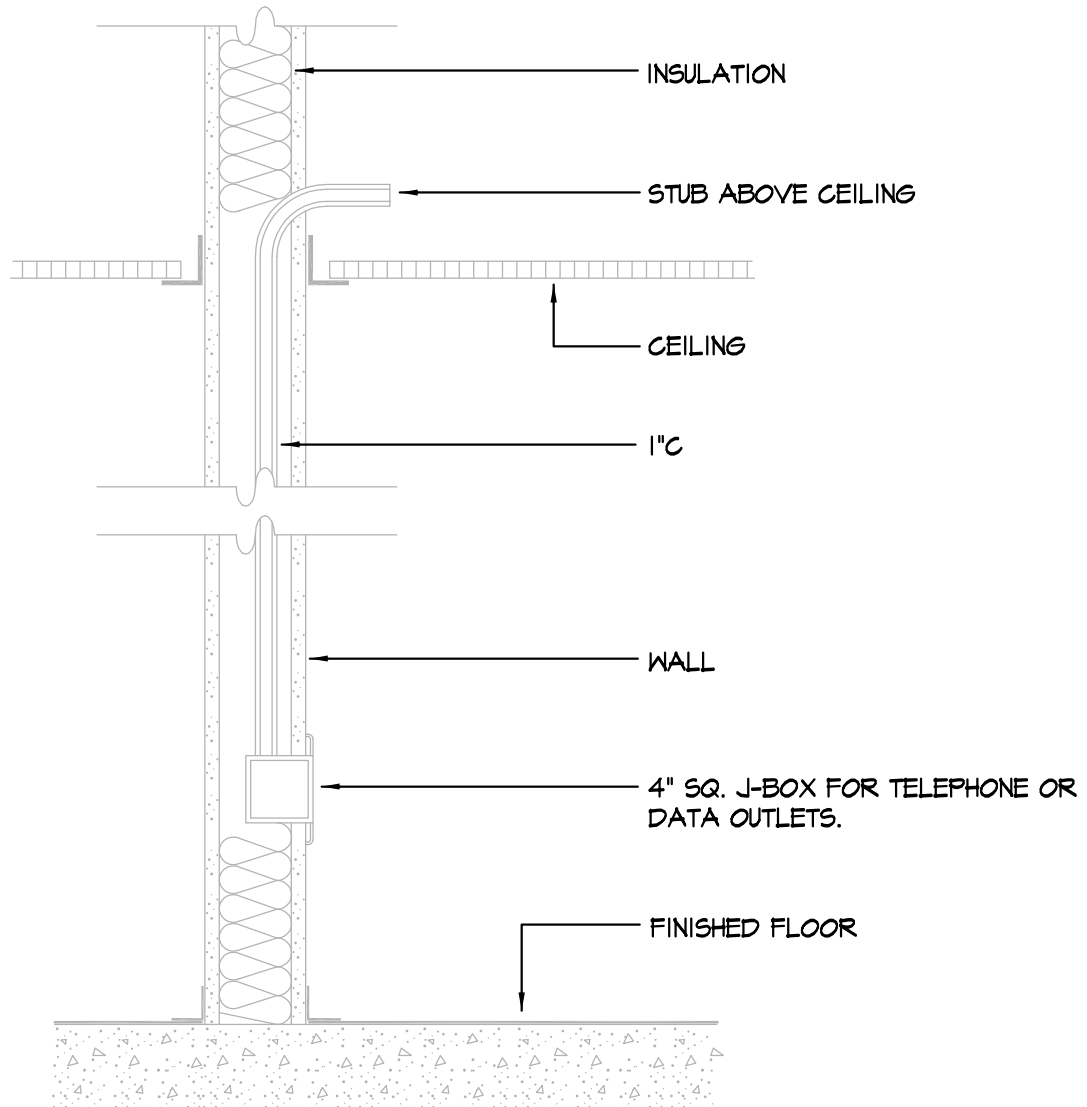 INSULATION
STUB ABOVE CEILING
CEILING
1"C
WALL
4" SQ. J-BOX FOR TELEPHONE OR
DATA OUTLETS.
FINISHED FLOOR